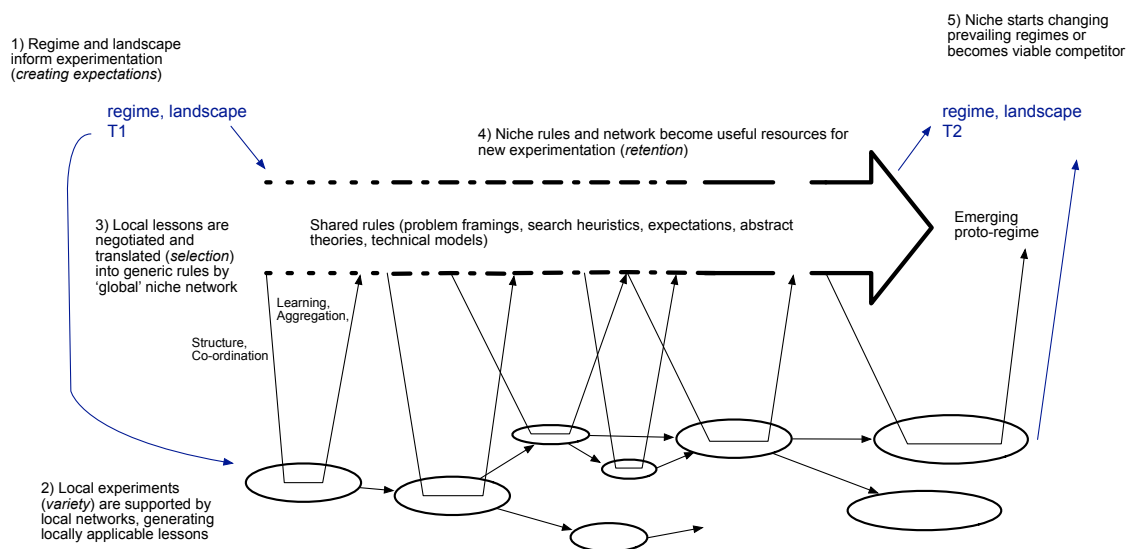 1) Regime and landscape
inform experimentation
(creating expectations)
5) Niche starts changing
prevailing regimes or
becomes viable competitor
regime, landscape
T1
regime, landscape
T2
4) Niche rules and network become useful resources for
new experimentation (retention)
3) Local lessons are
negotiated and
translated (selection)
into generic rules by
‘global’ niche network
Shared rules (problem framings, search heuristics, expectations, abstract
theories, technical models)
Emerging
proto-regime
Learning,
Aggregation,
Structure,
Co-ordination
2) Local experiments
(variety) are supported by
local networks, generating
locally applicable lessons